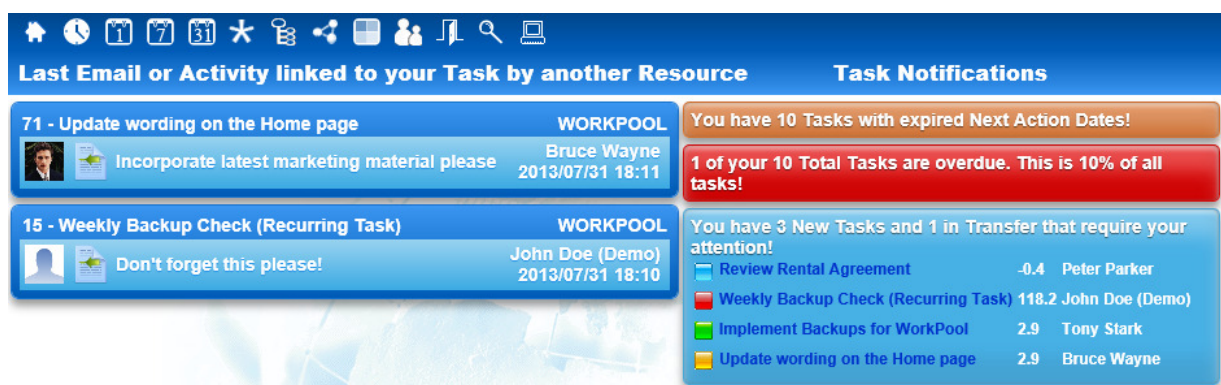 1 7 31
Last Email or Activity linked to your Task by another Resource
Task Notifications
71 - Update wording on the Home page
WORKPOOL
Incorporate latest marketing material please
Bruce Wayne
2013/07/31 18:11
15 - Weekly Backup Check (Recurring Task)
WORKPOOL
Don't forget this please!
John Doe (Demo)
2013/07/31 18:10
You have 10 Tasks with expired Next Action Dates!
1 of your 10 Total Tasks are overdue. This is 10% of all
tasks!
You have 3 New Tasks and 1 in Transfer that require your
attention!
Review Rental Agreement -0.4 Peter Parker
Weekly Backup Check (Recurring Task) 118.2 John Doe (Demo)
Implement Backups for WorkPool 2.9 Tony Stark
Update wording on the Home page 2.9 Bruce Wayne